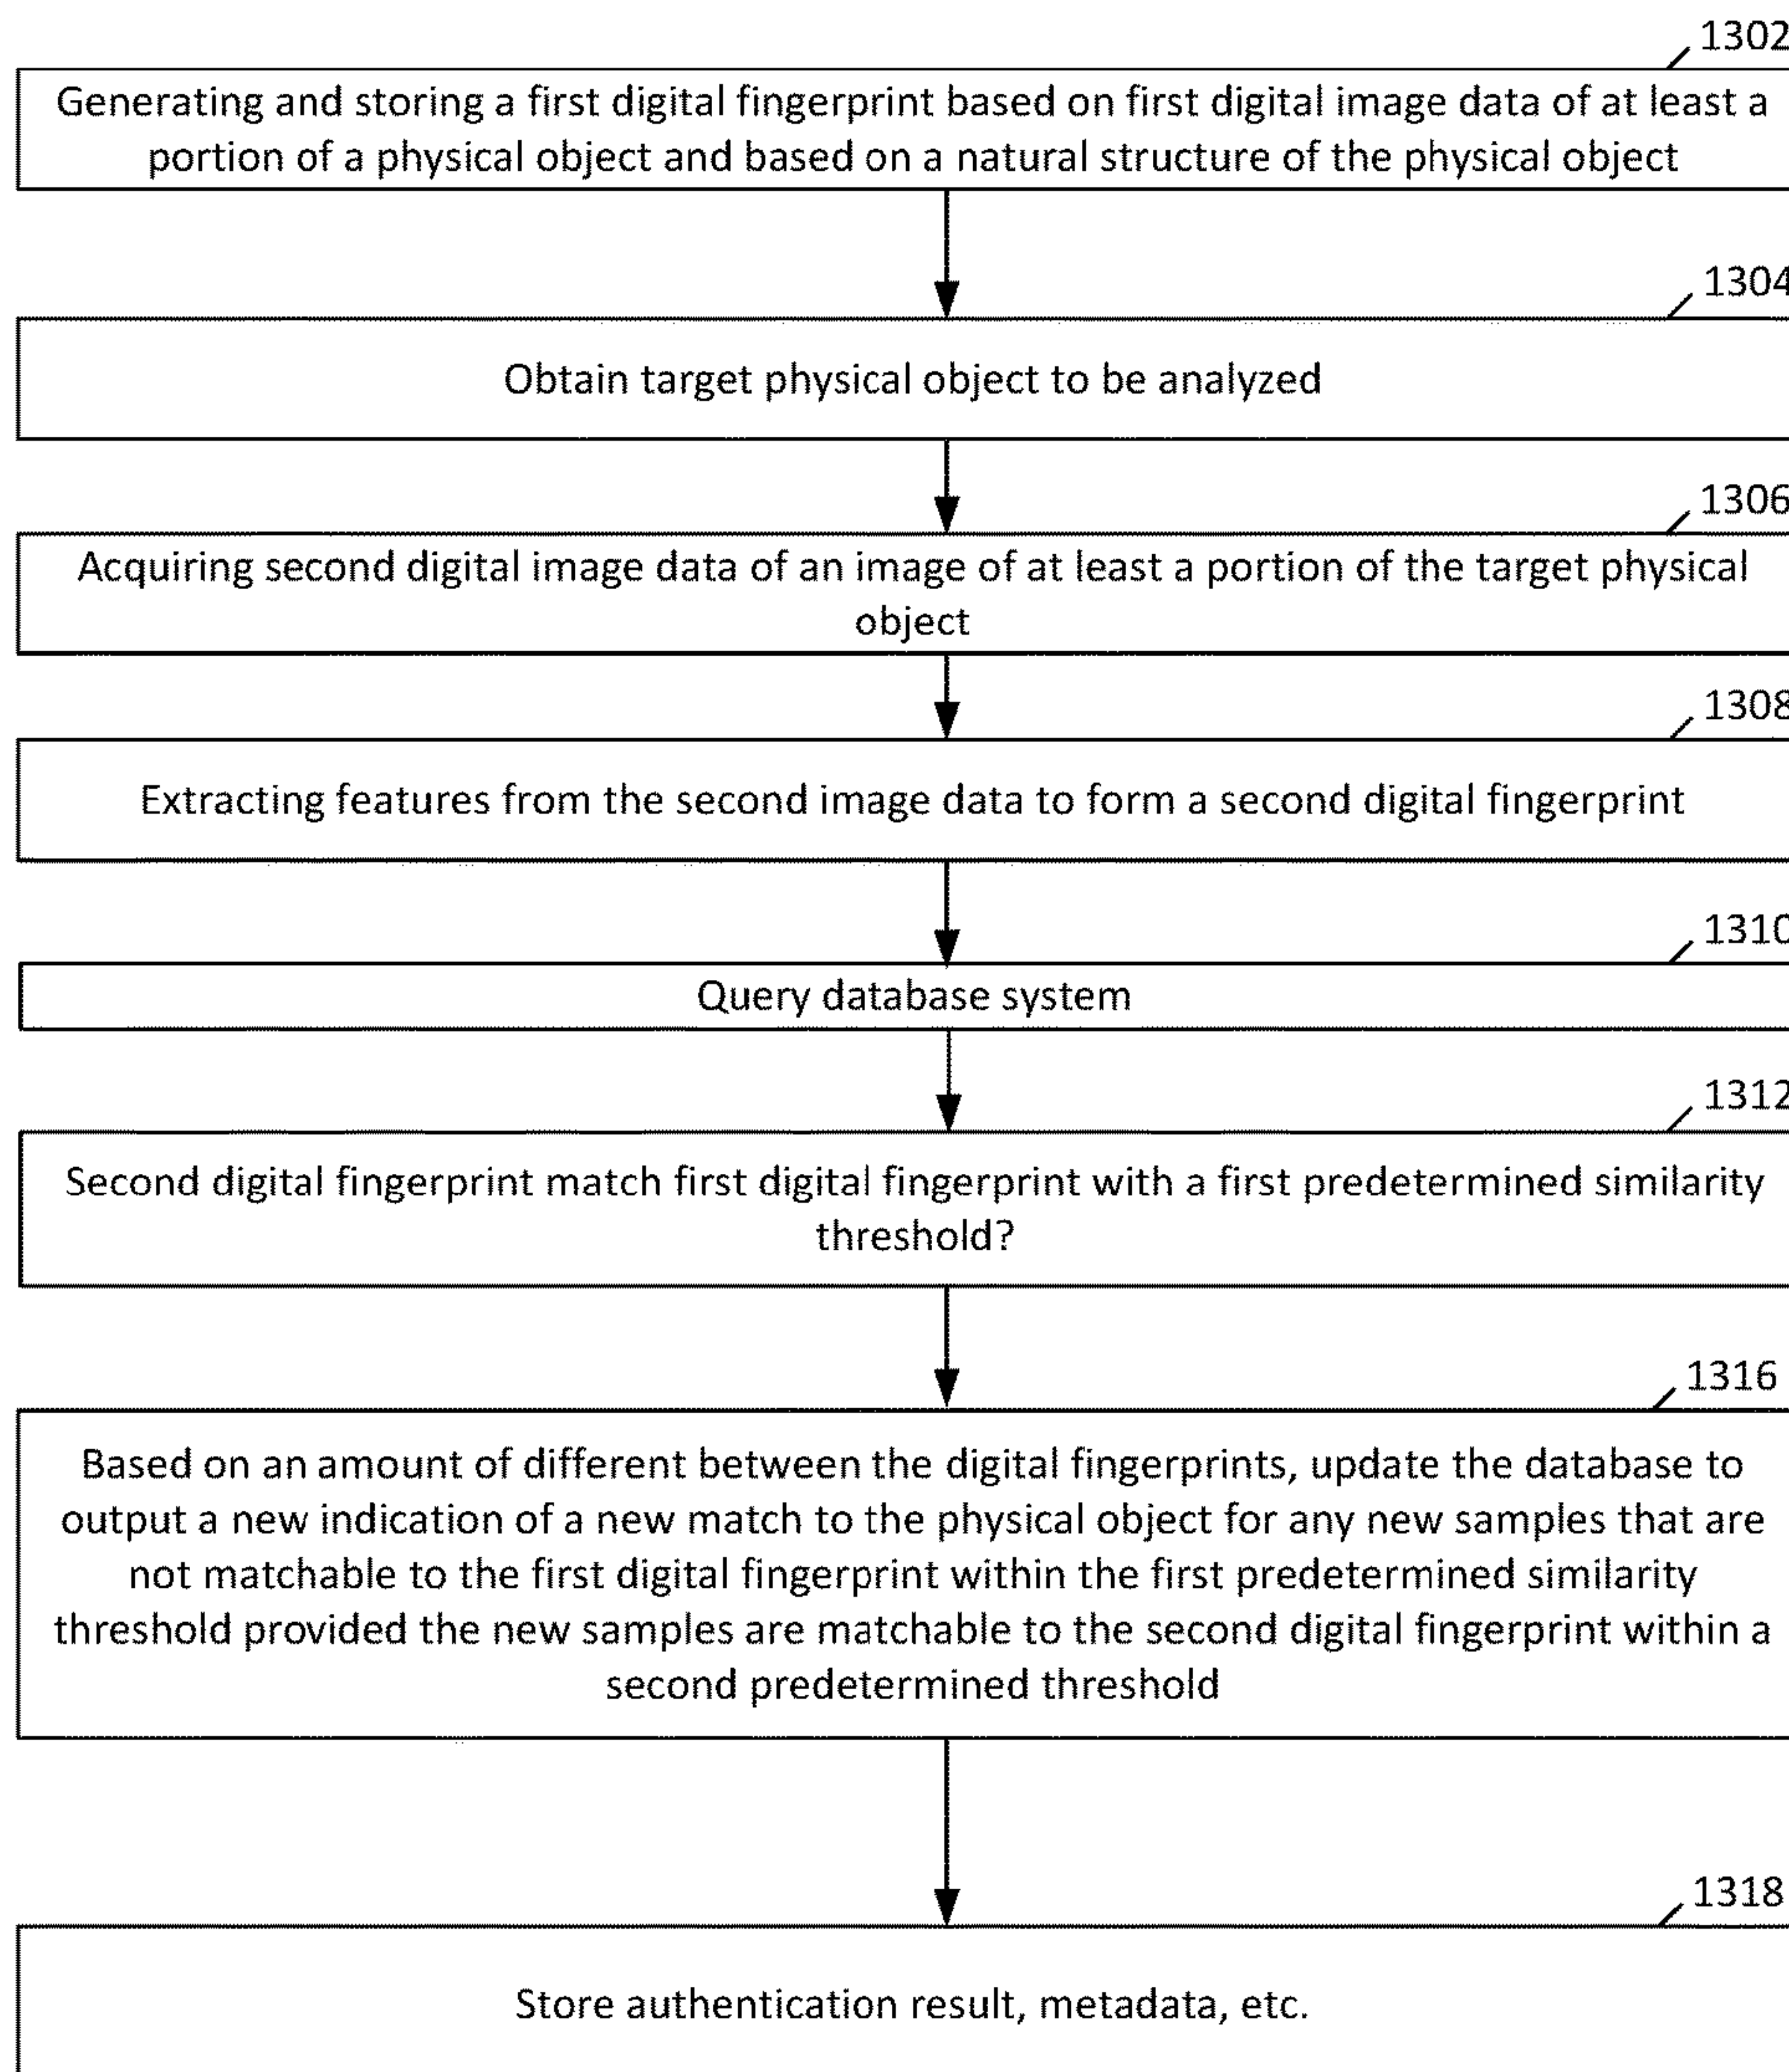 1302
Generating and storing a first digital fingerprint based on first digital image data of at least a
portion of a physical object and based on a natural structure of the physical object
1304
Obtain target physical object to be analyzed
1306
Acquiring second digital image data of an image of at least a portion of the target physical
object
1308
Extracting features from the second image data to form a second digital fingerprint
1310
Query database system
1312
Second digital fingerprint match first digital fingerprint with a first predetermined similarity
threshold?
1316
Based on an amount of different between the digital fingerprints, update the database to
output a new indication of a new match to the physical object for any new samples that are
not matchable to the first digital fingerprint within the first predetermined similarity
threshold provided the new samples are matchable to the second digital fingerprint within a
second predetermined threshold
1318
Store authentication result, metadata, etc.